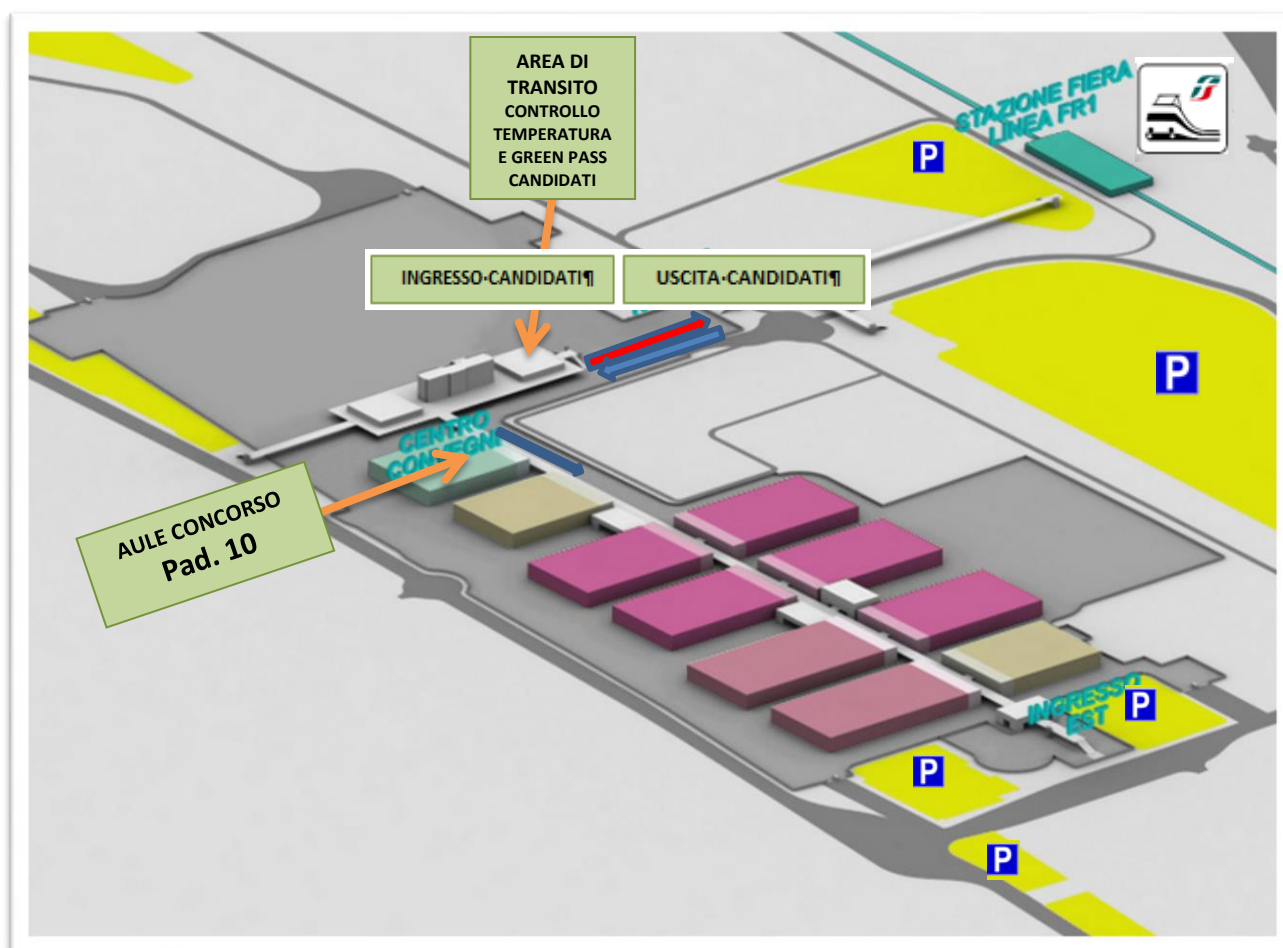 AREA DI
TRANSITO
CONTROLLO
TEMPERATURA
E GREEN PASS
CANDIDATI
STAZIONE FIERA
LINEA FR1
P
INGRESSO·CANDIDATI¶
USCITA·CANDIDATI¶
P
CENTRO
CONVEGNI
AULE CONCORSO
Pad. 10
INGRESSO
EST
P
P
P